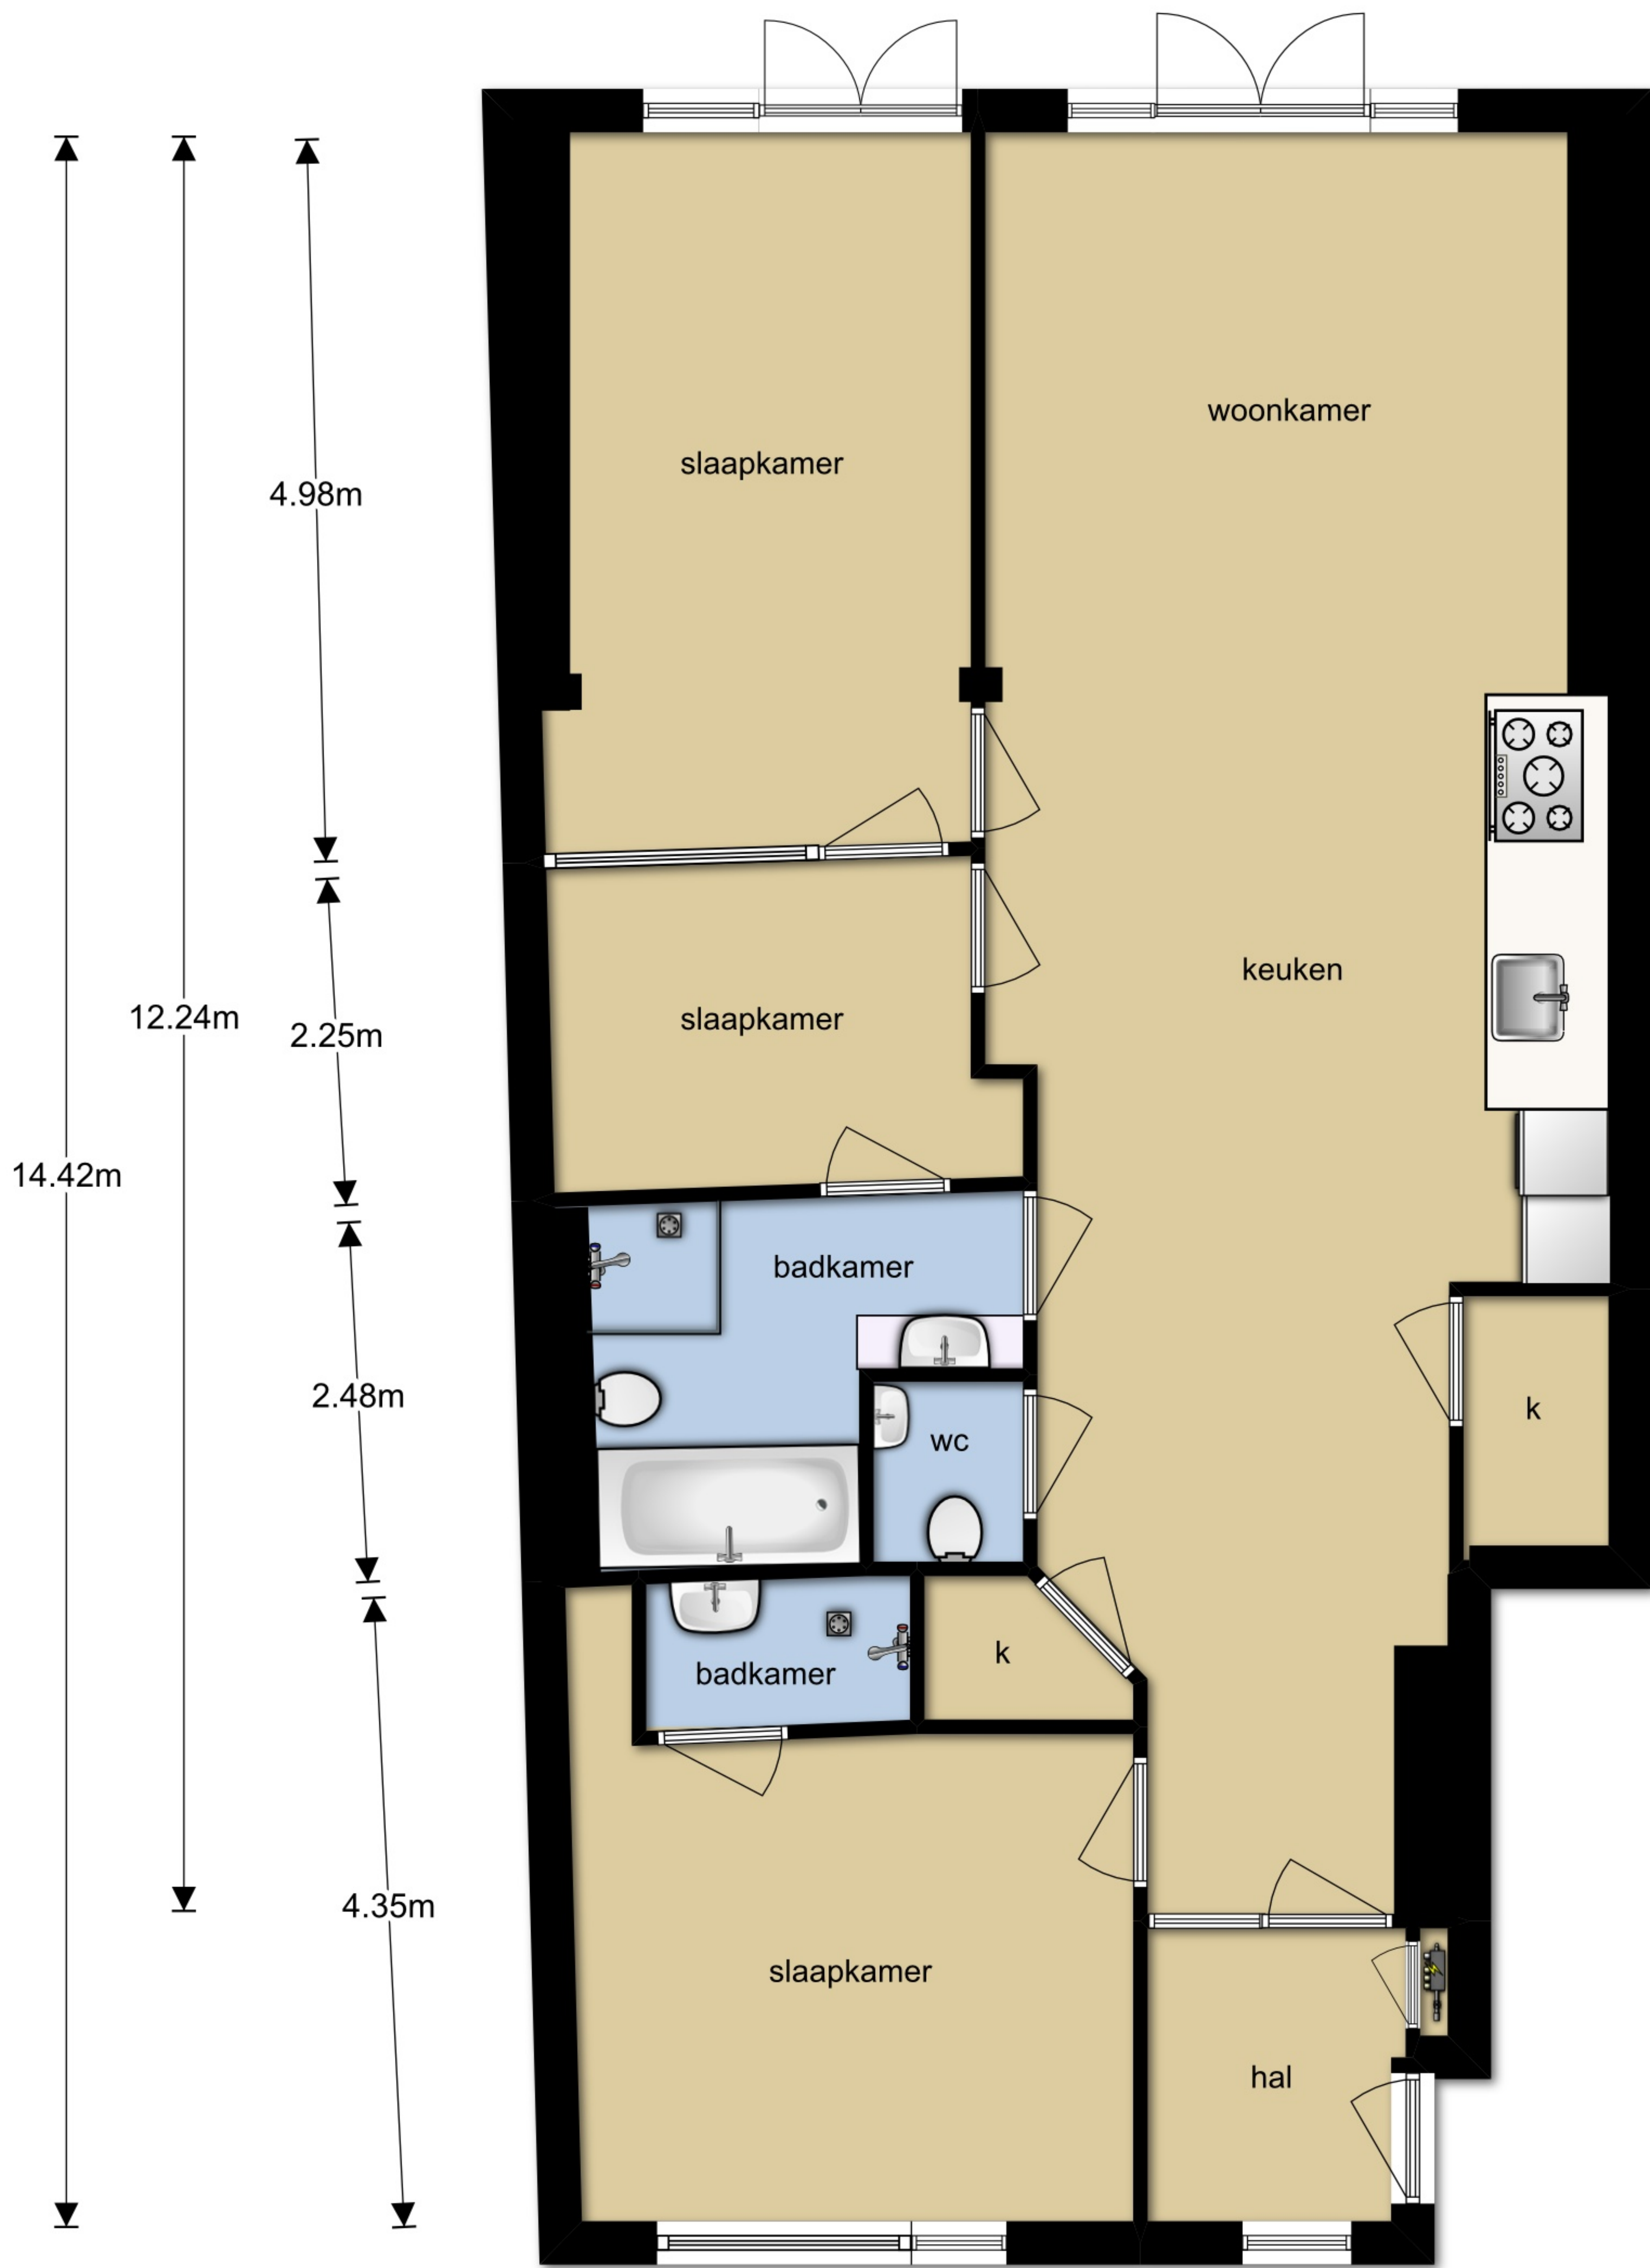 woonkamer
slaapkamer
4.98m
keuken
12.24m
slaapkamer
2.25m
14.42m
badkamer
2.48m
k
wc
k
badkamer
4.35m
slaapkamer
hal